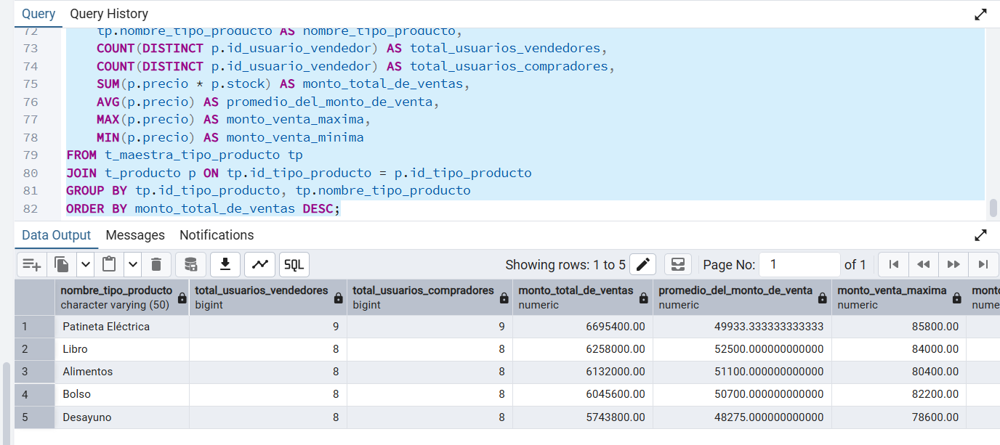 Query Query History
72 tp.nombre_tipo_producto AS nombre_tipo_producto,
73 COUNT(DISTINCT p.id_usuario_vendedor) AS total_usuarios_vendedores,
74 COUNT(DISTINCT p.id_usuario_vendedor) AS total_usuarios_compradores,
75 SUM(p.precio * p.stock) AS monto_total_de_ventas,
76 AVG(p.precio) AS promedio_del_monto_de_venta,
77 MAX(p.precio) AS monto_venta_maxima,
78 MIN(p.precio) AS monto_venta_minima
79 FROM t_maestra_tipo_producto tp
80 JOIN t_producto p ON tp.id_tipo_producto = p.id_tipo_producto
81 GROUP BY tp.id_tipo_producto, tp.nombre_tipo_producto
82 ORDER BY monto_total_de_ventas DESC;
Data Output Messages Notifications
SQL Showing rows: 1 to 5 Page No: 1 of 1
nombre_tipo_producto total_usuarios_vendedores total_usuarios_compradores monto_total_de_ventas promedio_del_monto_de_venta monto_venta_maxima
character varying (50) bigint bigint numeric numeric numeric
1 Patineta Eléctrica 9 9 6695400.00 49933.333333333333 85800.00
2 Libro 8 8 6258000.00 52500.000000000000 84000.00
3 Alimentos 8 8 6132000.00 51100.000000000000 80400.00
4 Bolso 8 8 6045600.00 50700.000000000000 82200.00
5 Desayuno 8 8 5743800.00 48275.000000000000 78600.00